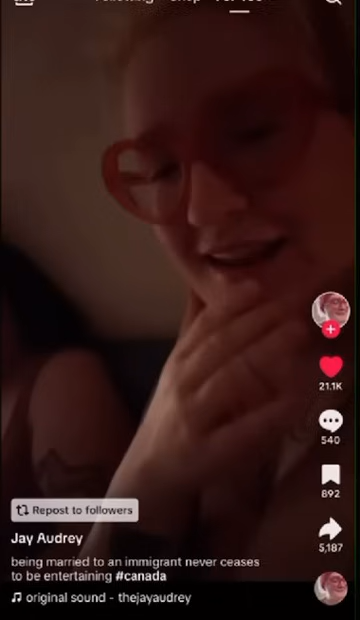 Following
21.1K
540
892
5,187
Repost to followers
Jay Audrey
being married to an immigrant never ceases
to be entertaining #canada
original sound - thejayaudrey